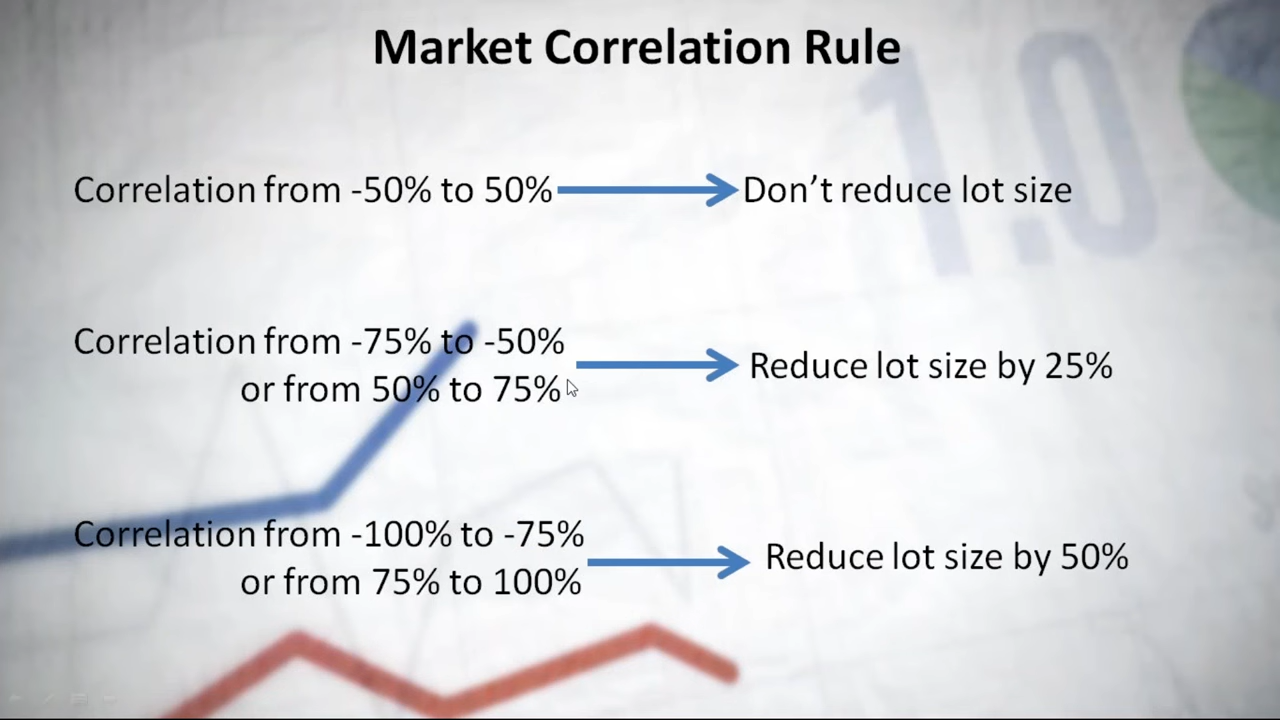 Market Correlation Rule
Correlation from -50% to 50%
Don't reduce lot size
Correlation from -75% to -50%
or from 50% to 75%
Reduce lot size by 25%
Correlation from -100% to -75%
or from 75% to 100%
Reduce lot size by 50%
1.0